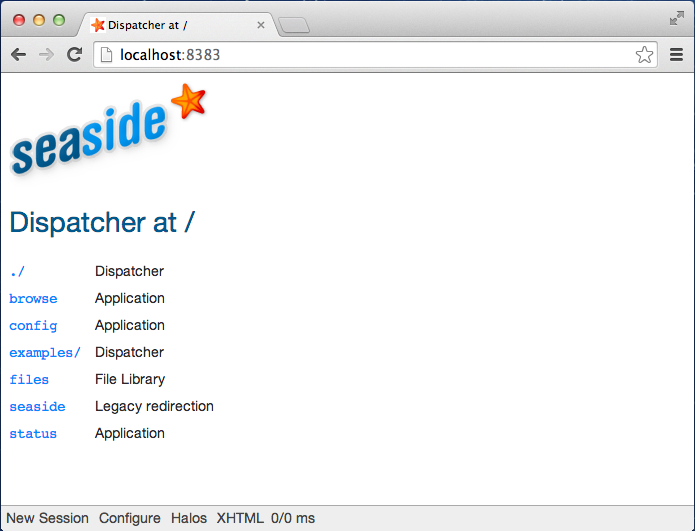 Dispatcher at /
localhost:8383
seaside
Dispatcher at /
./ Dispatcher
browse Application
config Application
examples/ Dispatcher
files File Library
seaside Legacy redirection
status Application
New Session Configure Halos XHTML 0/0 ms